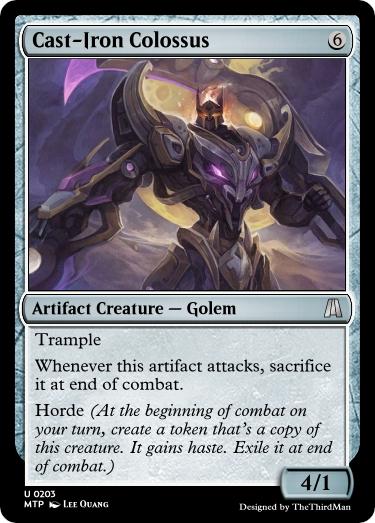 Cast-Iron Colossus 6
Artifact Creature — Golem
Trample
Whenever this artifact attacks, sacrifice
it at end of combat.
Horde (At the beginning of combat on
your turn, create a token that's a copy of
this creature. It gains haste. Exile it at end
of combat.)
4/1
U 0203
MTP Lee Quang
Designed by TheThirdMan